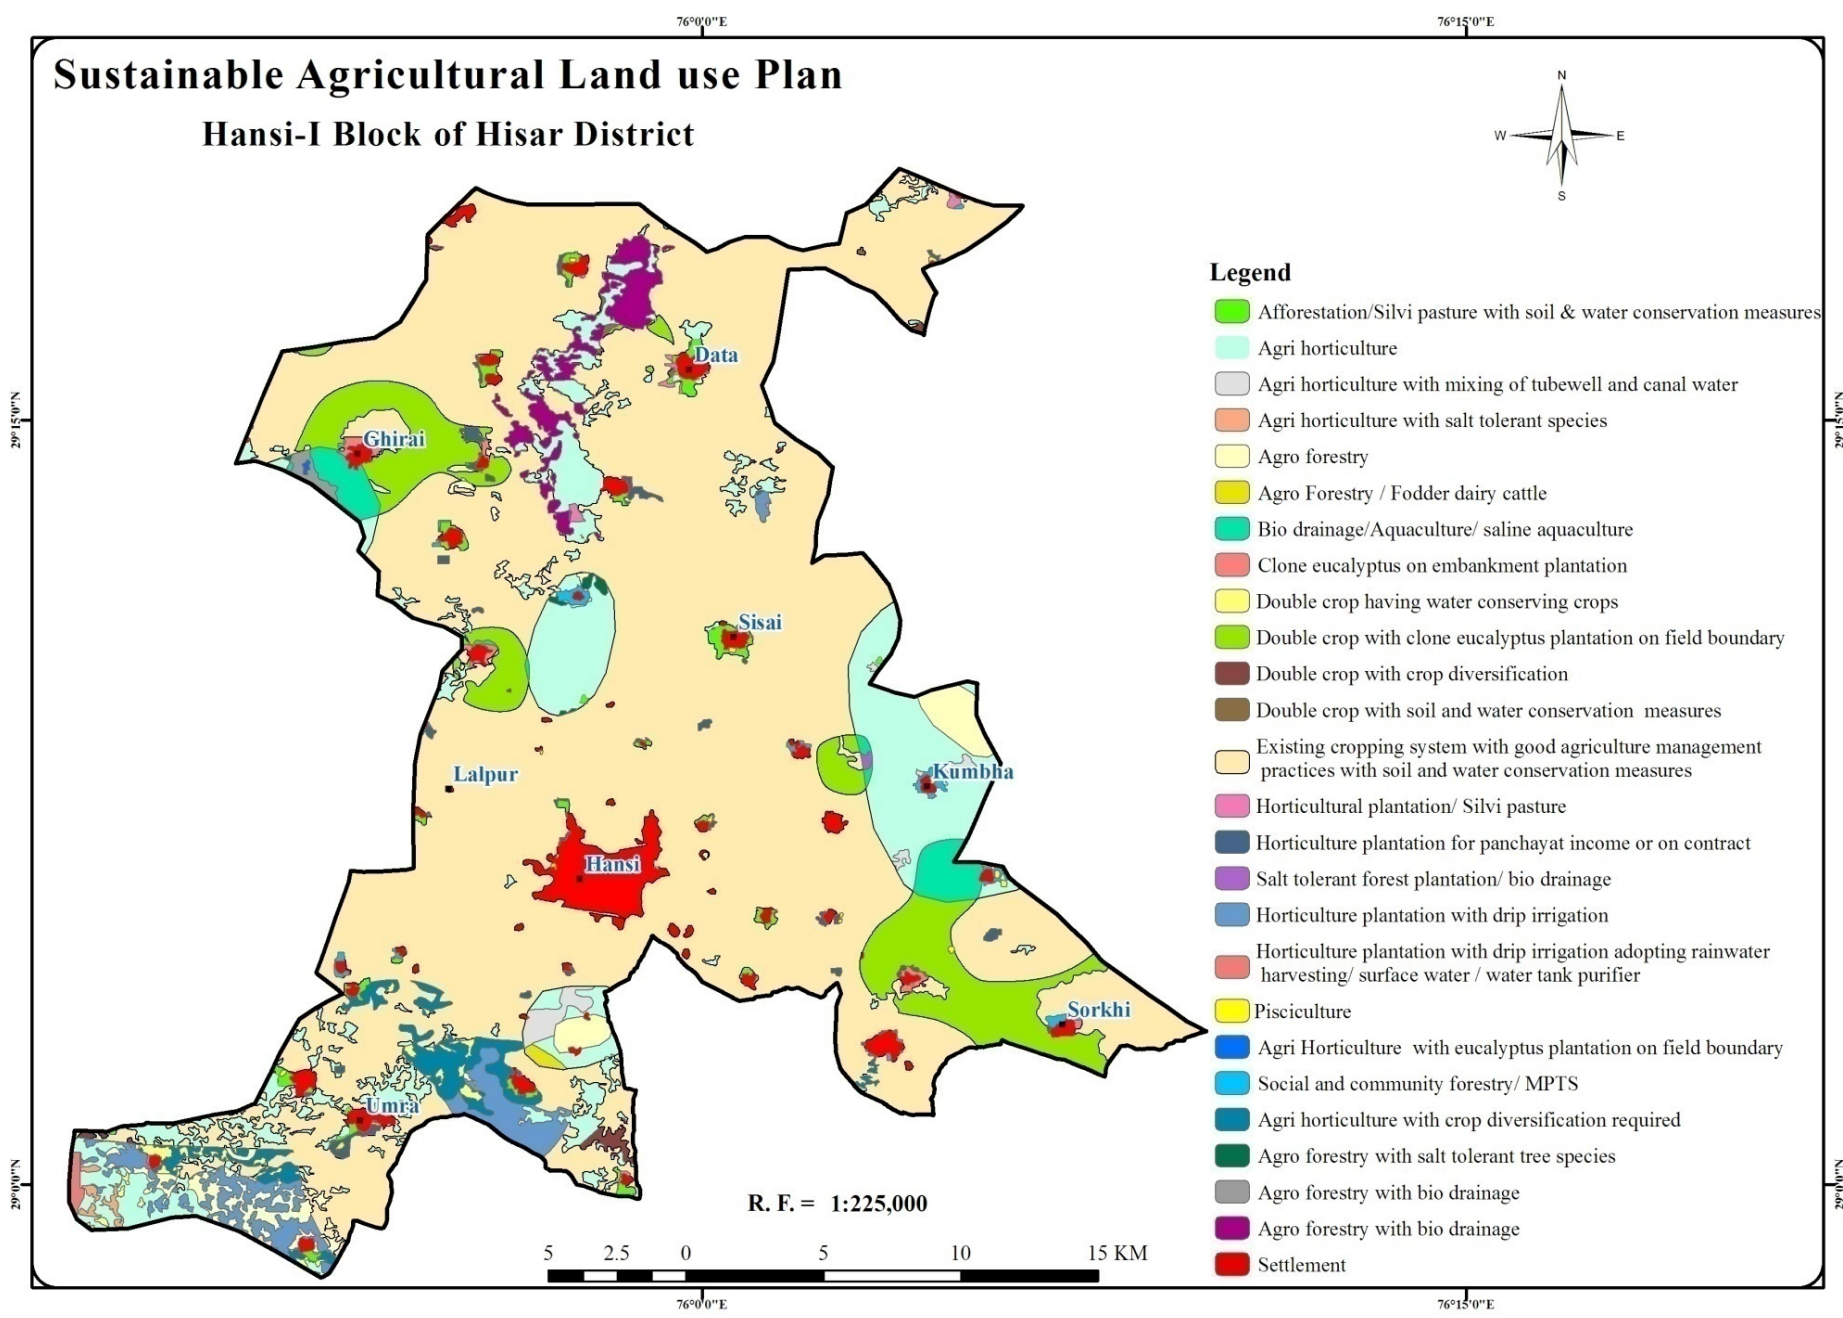 76°0'0"E
76°15'0"E
Sustainable Agricultural Land use Plan
Hansi-I Block of Hisar District
N
W
E
S
Legend
Afforestation/Silvi pasture with soil & water conservation measures
Agri horticulture
Agri horticulture with mixing of tubewell and canal water
Agri horticulture with salt tolerant species
Agro forestry
Agro Forestry / Fodder dairy cattle
Bio drainage/Aquaculture/ saline aquaculture
Clone eucalyptus on embankment plantation
Double crop having water conserving crops
Double crop with clone eucalyptus plantation on field boundary
Double crop with crop diversification
Double crop with soil and water conservation measures
Existing cropping system with good agriculture management
practices with soil and water conservation measures
Horticultural plantation/ Silvi pasture
Horticulture plantation for panchayat income or on contract
Salt tolerant forest plantation/ bio drainage
Horticulture plantation with drip irrigation
Horticulture plantation with drip irrigation adopting rainwater
harvesting/ surface water / water tank purifier
Pisciculture
Agri Horticulture with eucalyptus plantation on field boundary
Social and community forestry/ MPTS
Agri horticulture with crop diversification required
Agro forestry with salt tolerant tree species
Agro forestry with bio drainage
Agro forestry with bio drainage
Settlement
Data
29°15'0"N
29°15'0"N
Ghirai
Sisai
Lalpur
Kumbha
Hansi
Sorkhi
Umra
29°0'0"N
29°0'0"N
R. F. = 1:225,000
5 2.5 0 5 10 15 KM
76°0'0"E
76°15'0"E